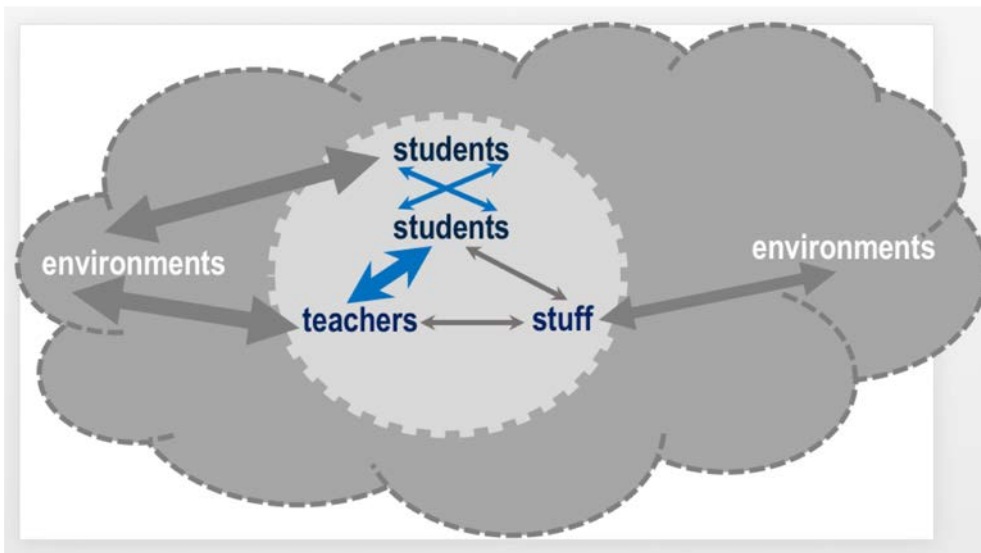 students
students
environments
environments
teachers
stuff